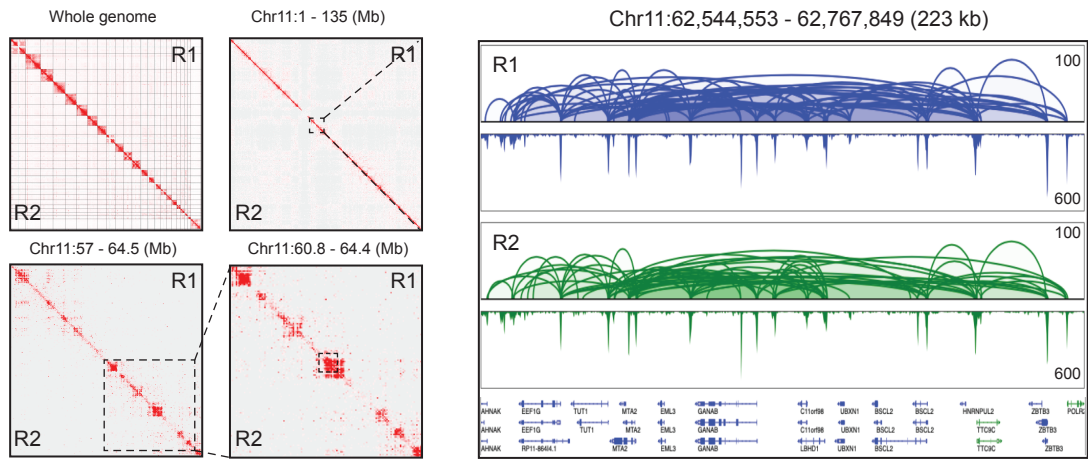 Whole genome
R1
R2
Chr11:1 - 135 (Mb)
R1
R2
Chr11:57 - 64.5 (Mb)
R1
R2
Chr11:60.8 - 64.4 (Mb)
R1
R2
Chr11:62,544,553 - 62,767,849 (223 kb)
R1
100
600
R2
100
600
AHNAK EEF1G TUT1 MTA2 EML3 GANAB C11orf98 UBXN1 BSCL2 BSCL2 HNRNPUL2 ZBTB3 POLR
AHNAK EEF1G TUT1 MTA2 EML3 GANAB C11orf98 UBXN1 BSCL2 BSCL2 TTC9C ZBTB3
AHNAK RP11-864I4.1 MTA2 EML3 GANAB LBHD1 UBXN1 BSCL2 TTC9C ZBTB3